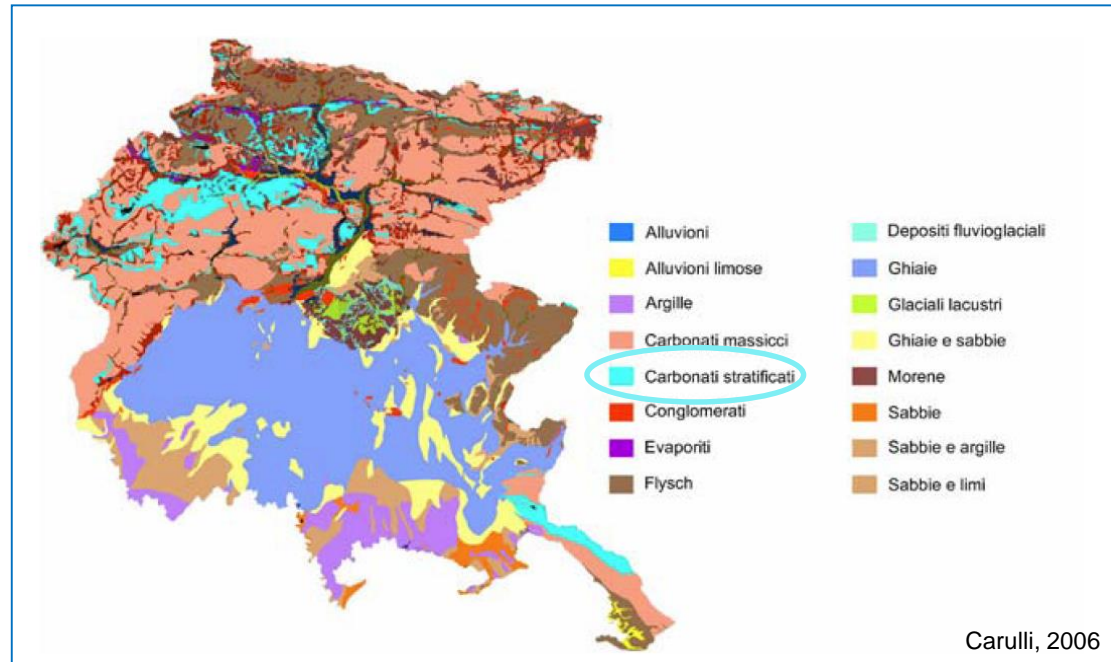 Alluvioni
Alluvioni limose
Argille
Carbonati massicci
Carbonati stratificati
Conglomerati
Evaporiti
Flysch
Depositi fluvioglaciali
Ghiaie
Glaciali lacustri
Ghiaie e sabbie
Morene
Sabbie
Sabbie e argille
Sabbie e limi
Carulli, 2006